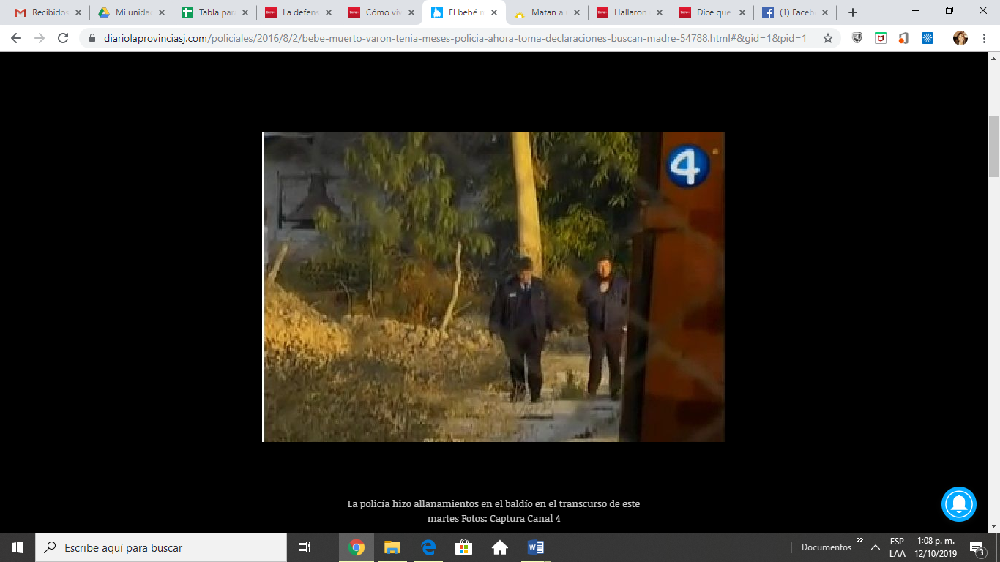 Recibidos
Mi unida
Tabla par
La defens
Cómo viv
El bebé n
Matan a
Hallaron
Dice que
(1) Faceb
diariolaprovinciasj.com/policiales/2016/8/2/bebe-muerto-varon-tenia-meses-policia-ahora-toma-declaraciones-buscan-madre-54788.html#&gid=1&pid=1
4
La policía hizo allanamientos en el baldío en el transcurso de este
martes Fotos: Captura Canal 4
Escribe aquí para buscar
Documentos
ESP
LAA
1:08 p. m.
12/10/2019
3